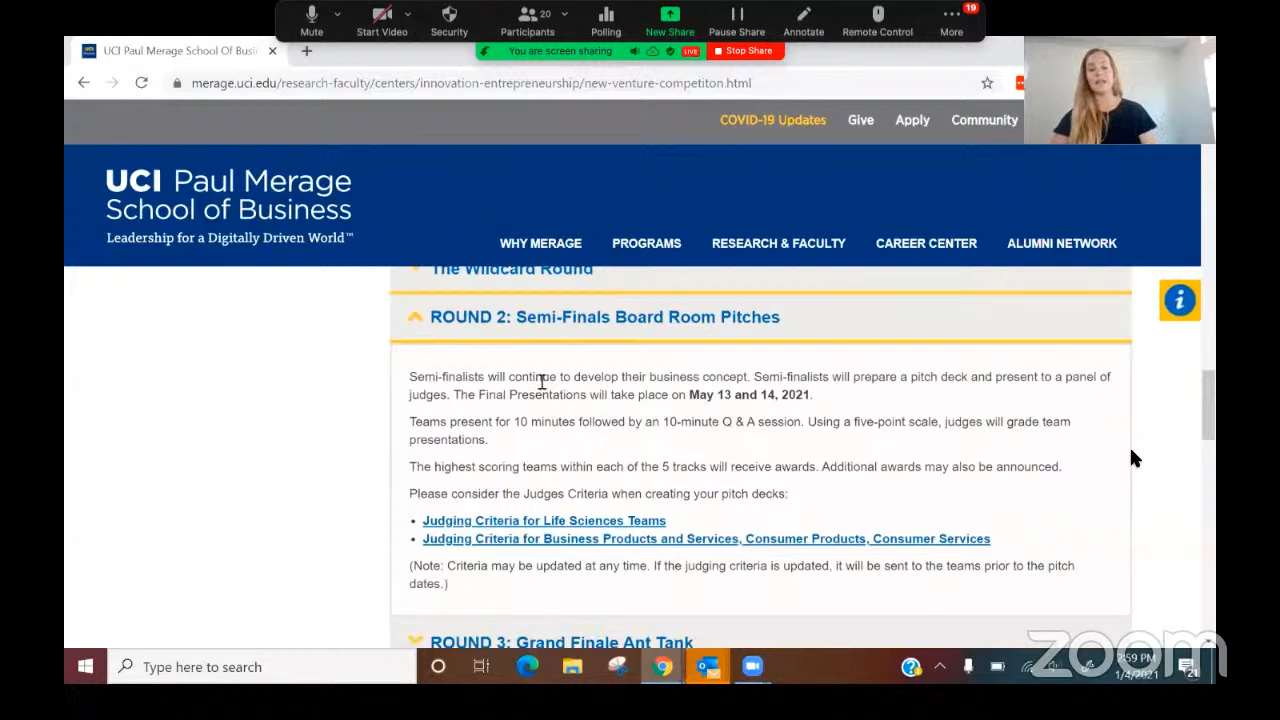 Mute
Start Video
Security
20
Participants
Polling
New Share
Pause Share
Annotate
Remote Control
19
More
You are screen sharing
LIVE
Stop Share
UCI Paul Merage School Of Busi
merage.uci.edu/research-faculty/centers/innovation-entrepreneurship/new-venture-competiton.html
COVID-19 Updates Give Apply Community
UCI Paul Merage
School of Business
Leadership for a Digitally Driven World™
WHY MERAGE PROGRAMS RESEARCH & FACULTY CAREER CENTER ALUMNI NETWORK
The Wildcard Round
ROUND 2: Semi-Finals Board Room Pitches
Semi-finalists will continue to develop their business concept. Semi-finalists will prepare a pitch deck and present to a panel of
judges. The Final Presentations will take place on May 13 and 14, 2021.
Teams present for 10 minutes followed by an 10-minute Q & A session. Using a five-point scale, judges will grade team
presentations.
The highest scoring teams within each of the 5 tracks will receive awards. Additional awards may also be announced.
Please consider the Judges Criteria when creating your pitch decks:
• Judging Criteria for Life Sciences Teams
• Judging Criteria for Business Products and Services, Consumer Products, Consumer Services
(Note: Criteria may be updated at any time. If the judging criteria is updated, it will be sent to the teams prior to the pitch
dates.)
ROUND 3: Grand Finale Ant Tank
Type here to search
2:59 PM
1/4/2021
21
zoom